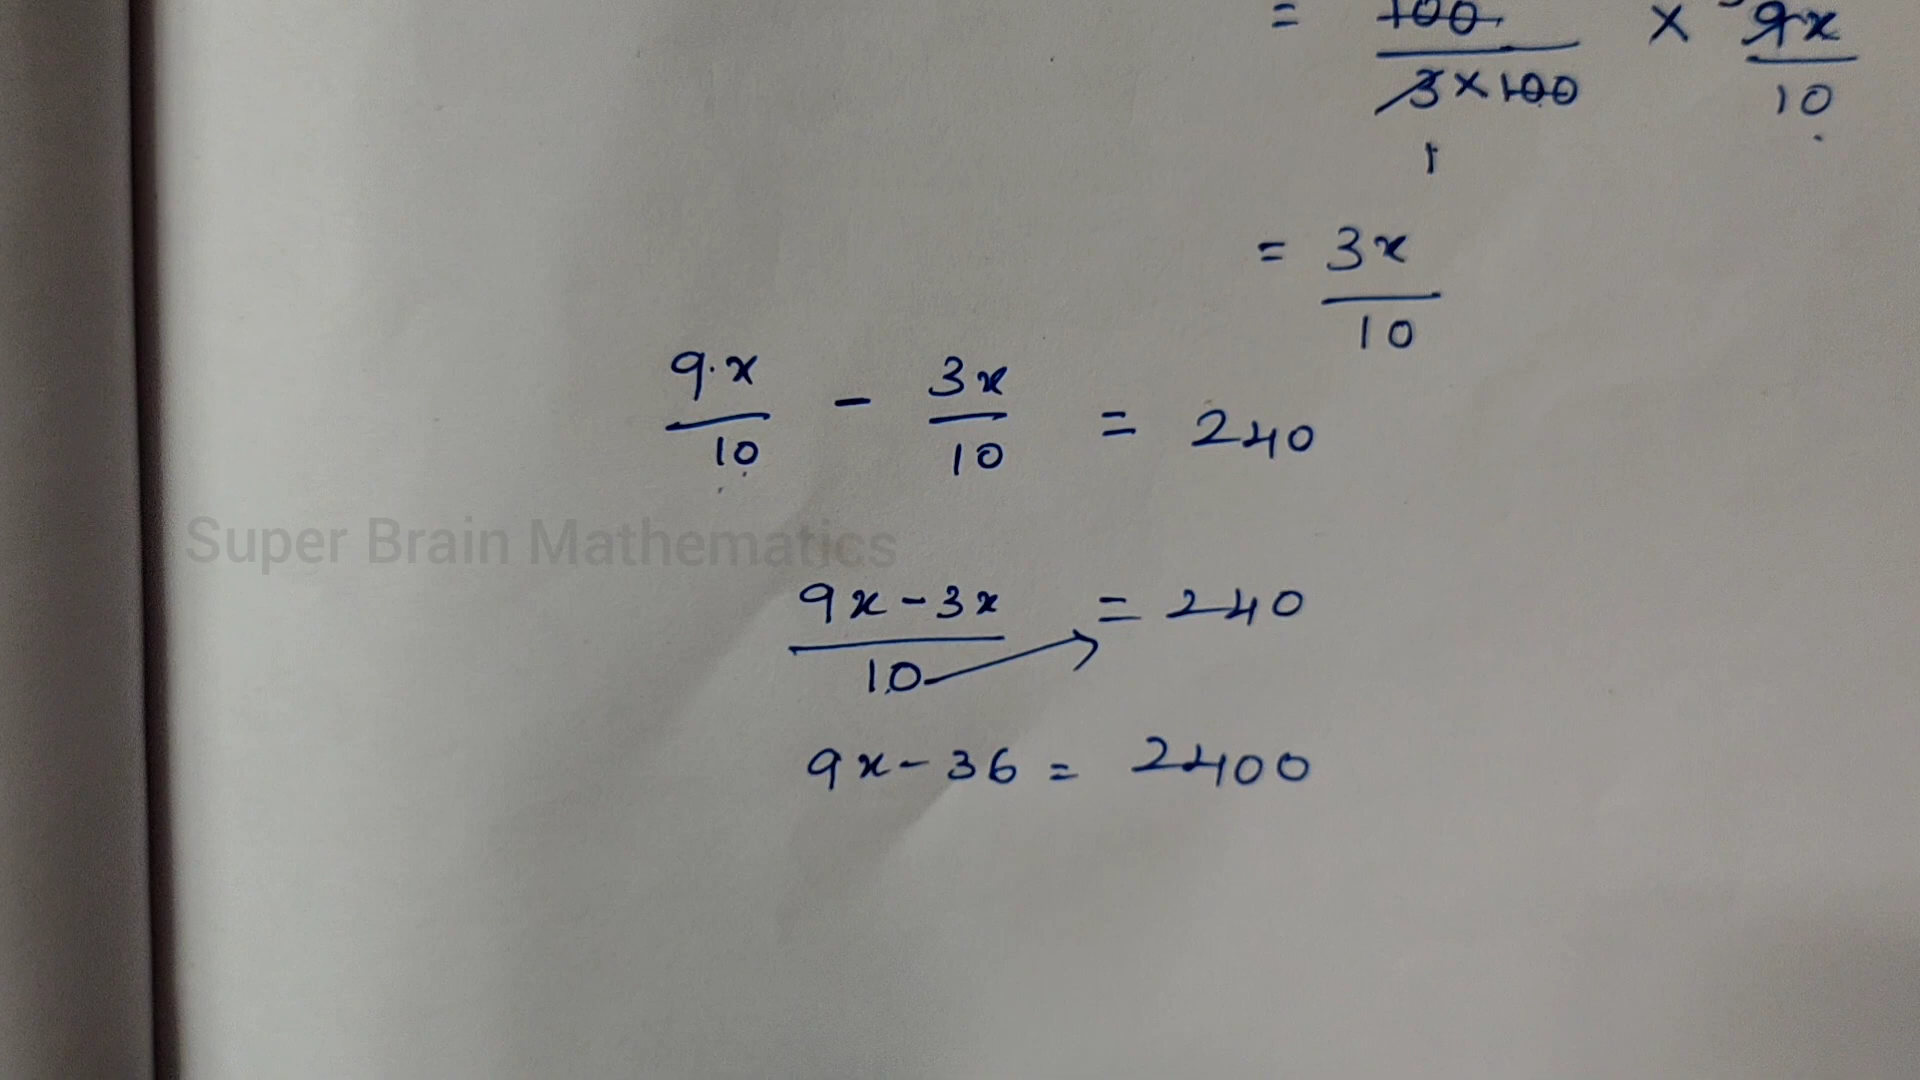 = 100/3×100 × 9x/10
1
= 3x/10
9·x/10 - 3x/10 = 240
Super Brain Mathematics
9x-3x/10 = 240
9x-36 = 2400